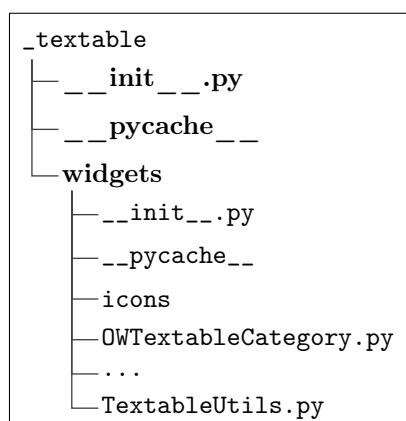 _textable
__init__.py
__pycache__
widgets
__init__.py
__pycache__
icons
OWTextableCategory.py
...
TextableUtils.py